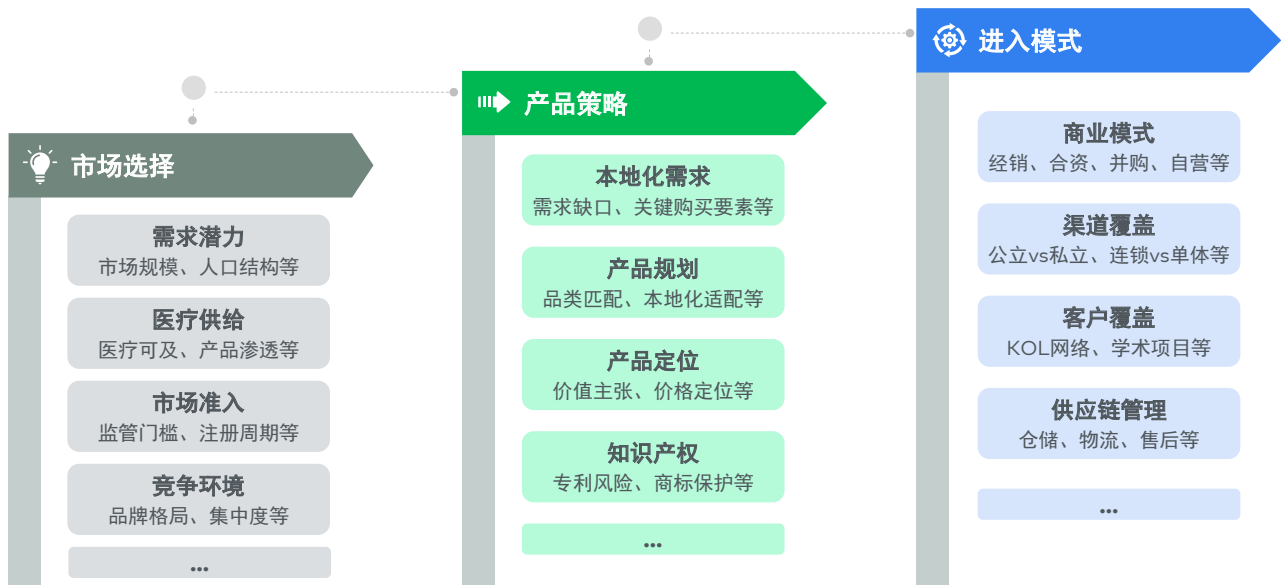 市场选择
需求潜力
市场规模、人口结构等
医疗供给
医疗可及、产品渗透等
市场准入
监管门槛、注册周期等
竞争环境
品牌格局、集中度等
...
产品策略
本地化需求
需求缺口、关键购买要素等
产品规划
品类匹配、本地化适配等
产品定位
价值主张、价格定位等
知识产权
专利风险、商标保护等
...
进入模式
商业模式
经销、合资、并购、自营等
渠道覆盖
公立vs私立、连锁vs单体等
客户覆盖
KOL网络、学术项目等
供应链管理
仓储、物流、售后等
...